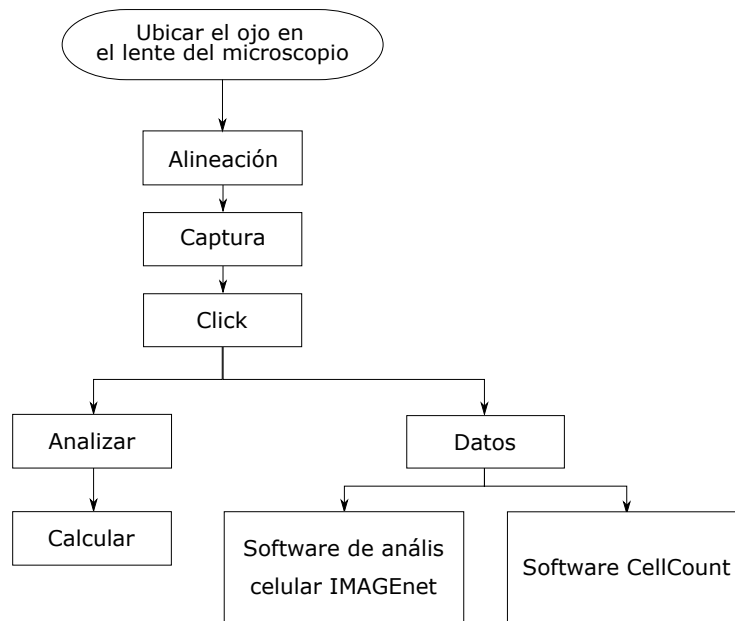 Ubicar el ojo en
el lente del microscopio
Alineación
Captura
Click
Analizar
Datos
Calcular
Software de anális
celular IMAGEnet
Software CellCount